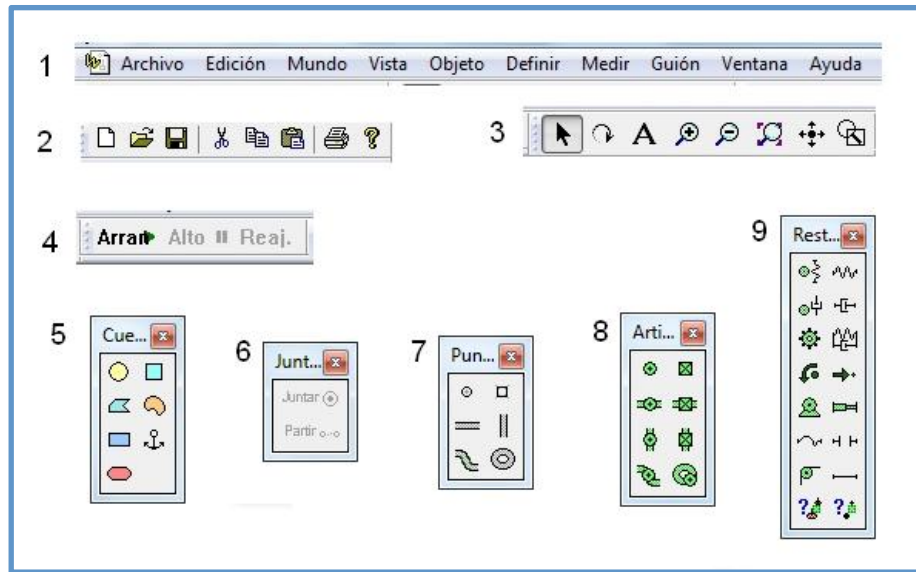 1 Archivo Edición Mundo Vista Objeto Definir Medir Guión Ventana Ayuda
2 ?
3 A
4 Arran Alto Reaj.
5 Cue...
6 Junt...
Juntar
Partir
7 Pun...
8 Arti...
9 Rest...
? ?